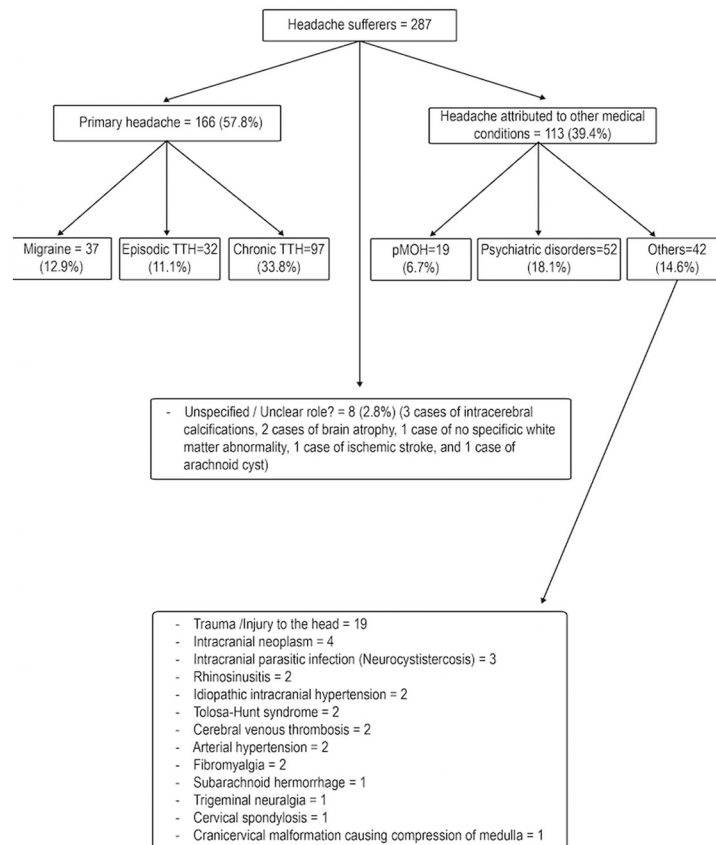 Headache sufferers = 287
Primary headache = 166 (57.8%)
Headache attributed to other medical
conditions = 113 (39.4%)
Migraine = 37
(12.9%)
Episodic TTH=32
(11.1%)
Chronic TTH=97
(33.8%)
pMOH=19
(6.7%)
Psychiatric disorders=52
(18.1%)
Others=42
(14.6%)
- Unspecified / Unclear role? = 8 (2.8%) (3 cases of intracerebral
calcifications, 2 cases of brain atrophy, 1 case of no specificic white
matter abnormality, 1 case of ischemic stroke, and 1 case of
arachnoid cyst)
- Trauma /Injury to the head = 19
- Intracranial neoplasm = 4
- Intracranial parasitic infection (Neurocystistercosis) = 3
- Rhinosinusitis = 2
- Idiopathic intracranial hypertension = 2
- Tolosa-Hunt syndrome = 2
- Cerebral venous thrombosis = 2
- Arterial hypertension = 2
- Fibromyalgia = 2
- Subarachnoid hermorrhage = 1
- Trigeminal neuralgia = 1
- Cervical spondylosis = 1
- Cranicervical malformation causing compression of medulla = 1